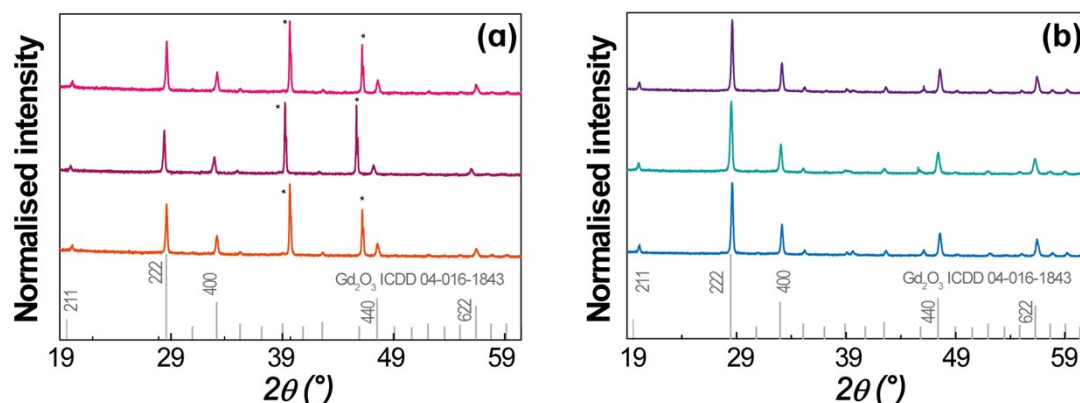 (a)
Normalised intensity
* *
* *
* *
211
222
400
440
622
Gd₂O₃ ICDD 04-016-1843
19 29 39 49 59
2θ (°)
(b)
Normalised intensity
211
222
400
440
622
Gd₂O₃ ICDD 04-016-1843
19 29 39 49 59
2θ (°)